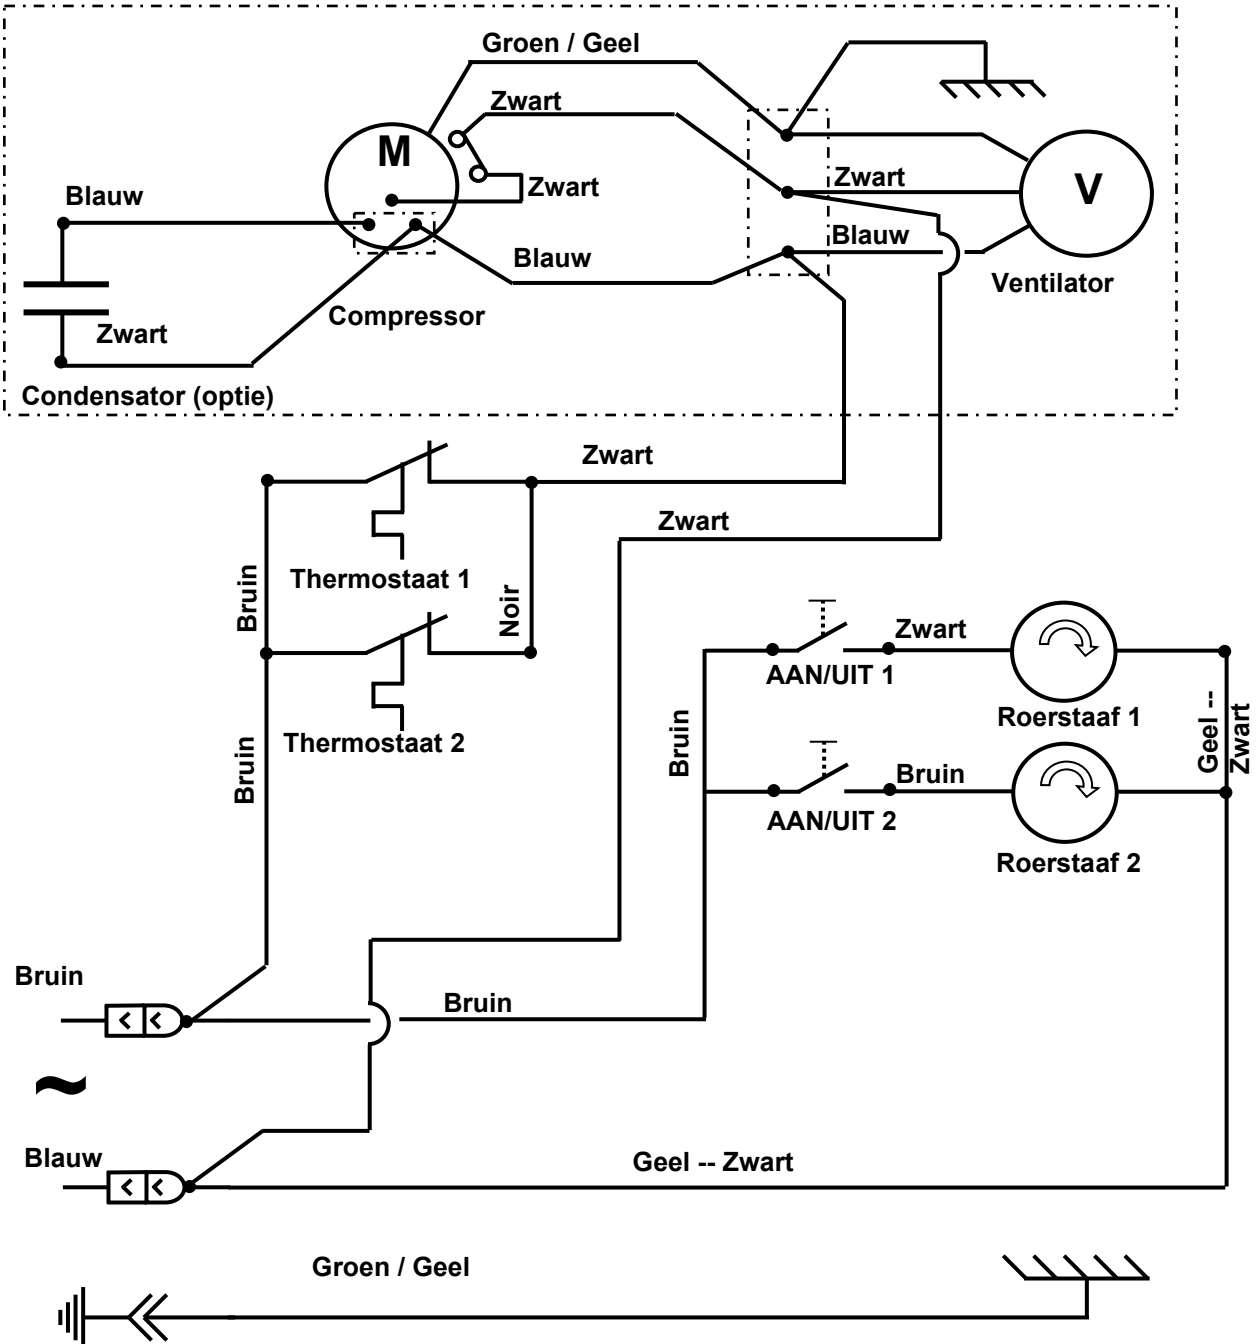 Groen / Geel
Zwart
M
Zwart
Zwart
V
Blauw
Blauw
Blauw
Ventilator
Zwart
Compressor
Condensator (optie)
Zwart
Zwart
Thermostaat 1
Bruin
Noir
Zwart
AAN/UIT 1
Roerstaaf 1
Geel --
Zwart
Thermostaat 2
Bruin
Bruin
Bruin
AAN/UIT 2
Roerstaaf 2
Bruin
Bruin
~
Blauw
Geel -- Zwart
Groen / Geel